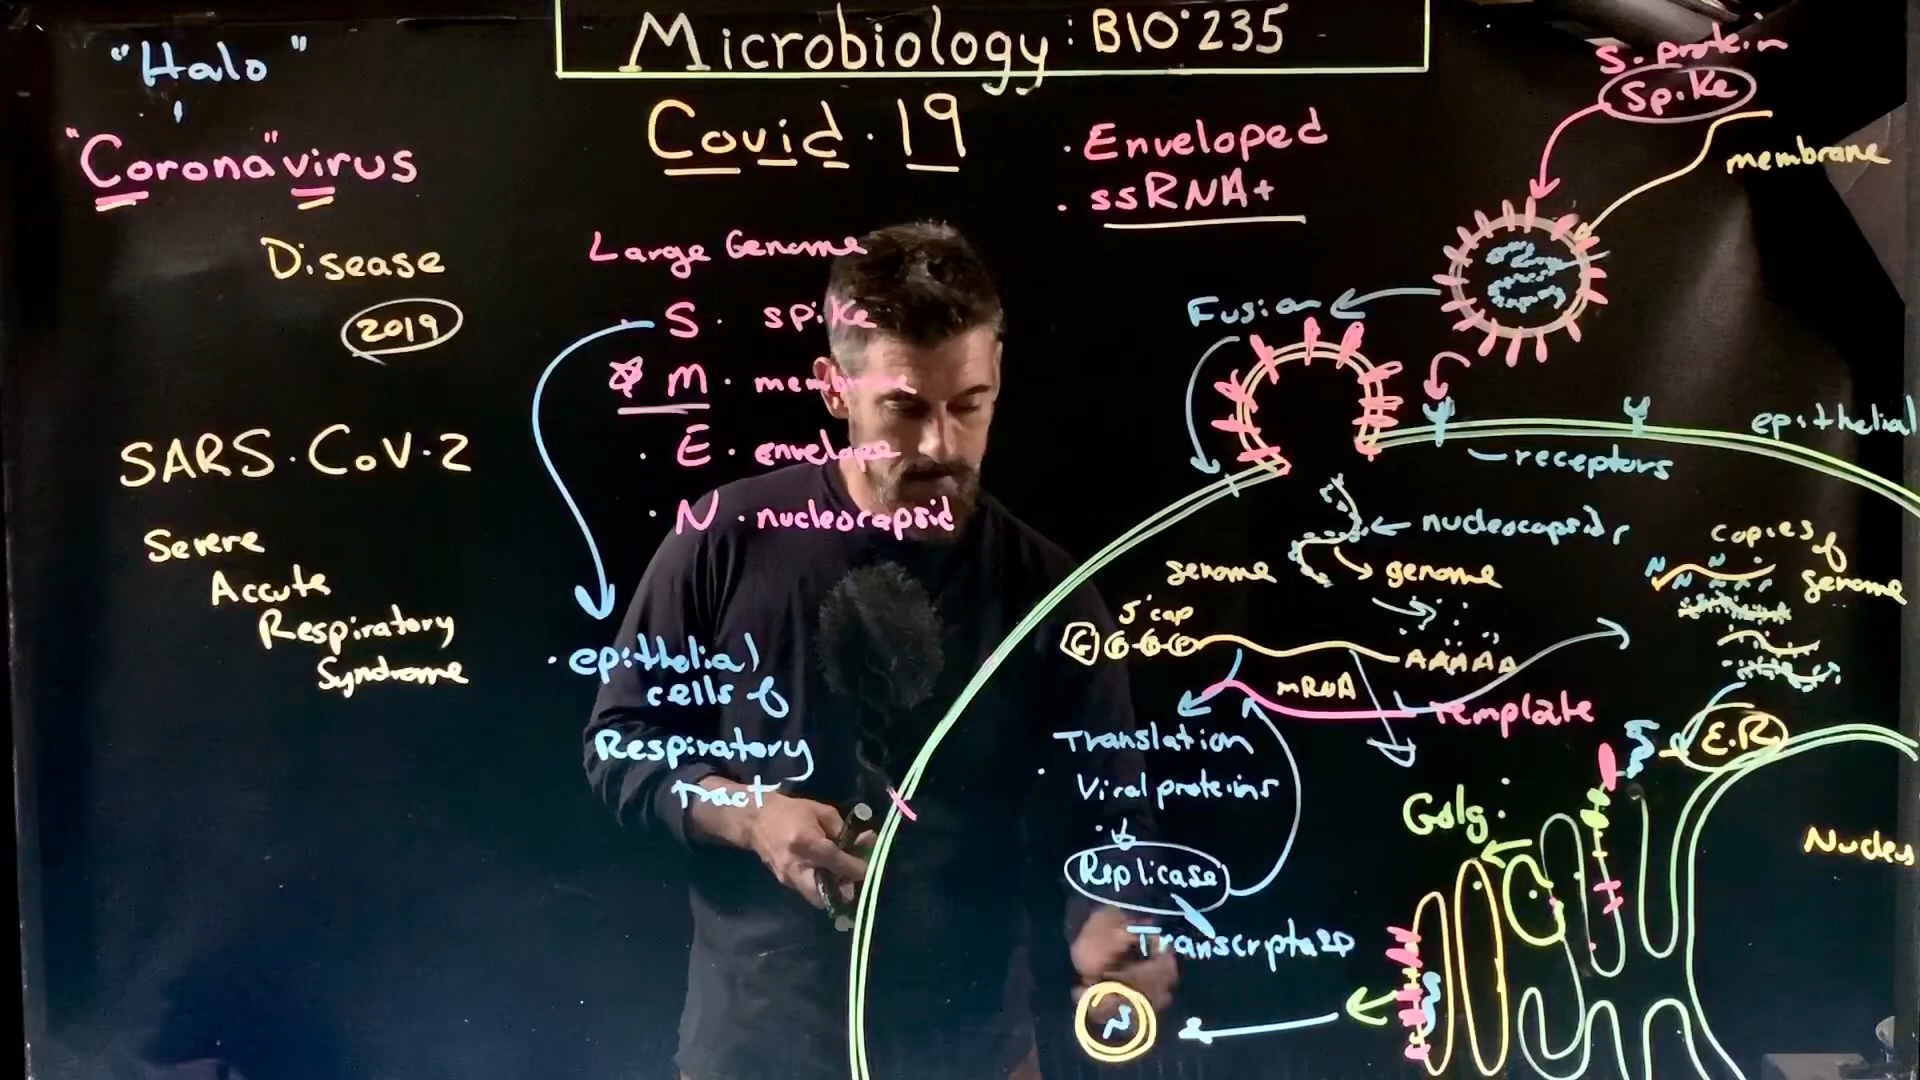 Microbiology: BIO·235
"Halo"
"Corona"virus
Disease
2019
SARS·CoV·2
Severe
Accute
Respiratory
Syndrome
Covid·19
Large Genome
S · spike
M · membrane
· E · envelope
· N · nucleocapsid
· epithelial
cells of
Respiratory
tract
· Enveloped
· ssRNA+
S·protein
Spike
membrane
Fusion
epithelial
receptors
nucleocapsid
genome
genome
5' cap
G G-G-G
AAAAA
mRNA
Template
copies of
genome
N N
N N
Translation
· Viral proteins
Replicase
Transcriptase
E.R
Golgi
Nucleus
N